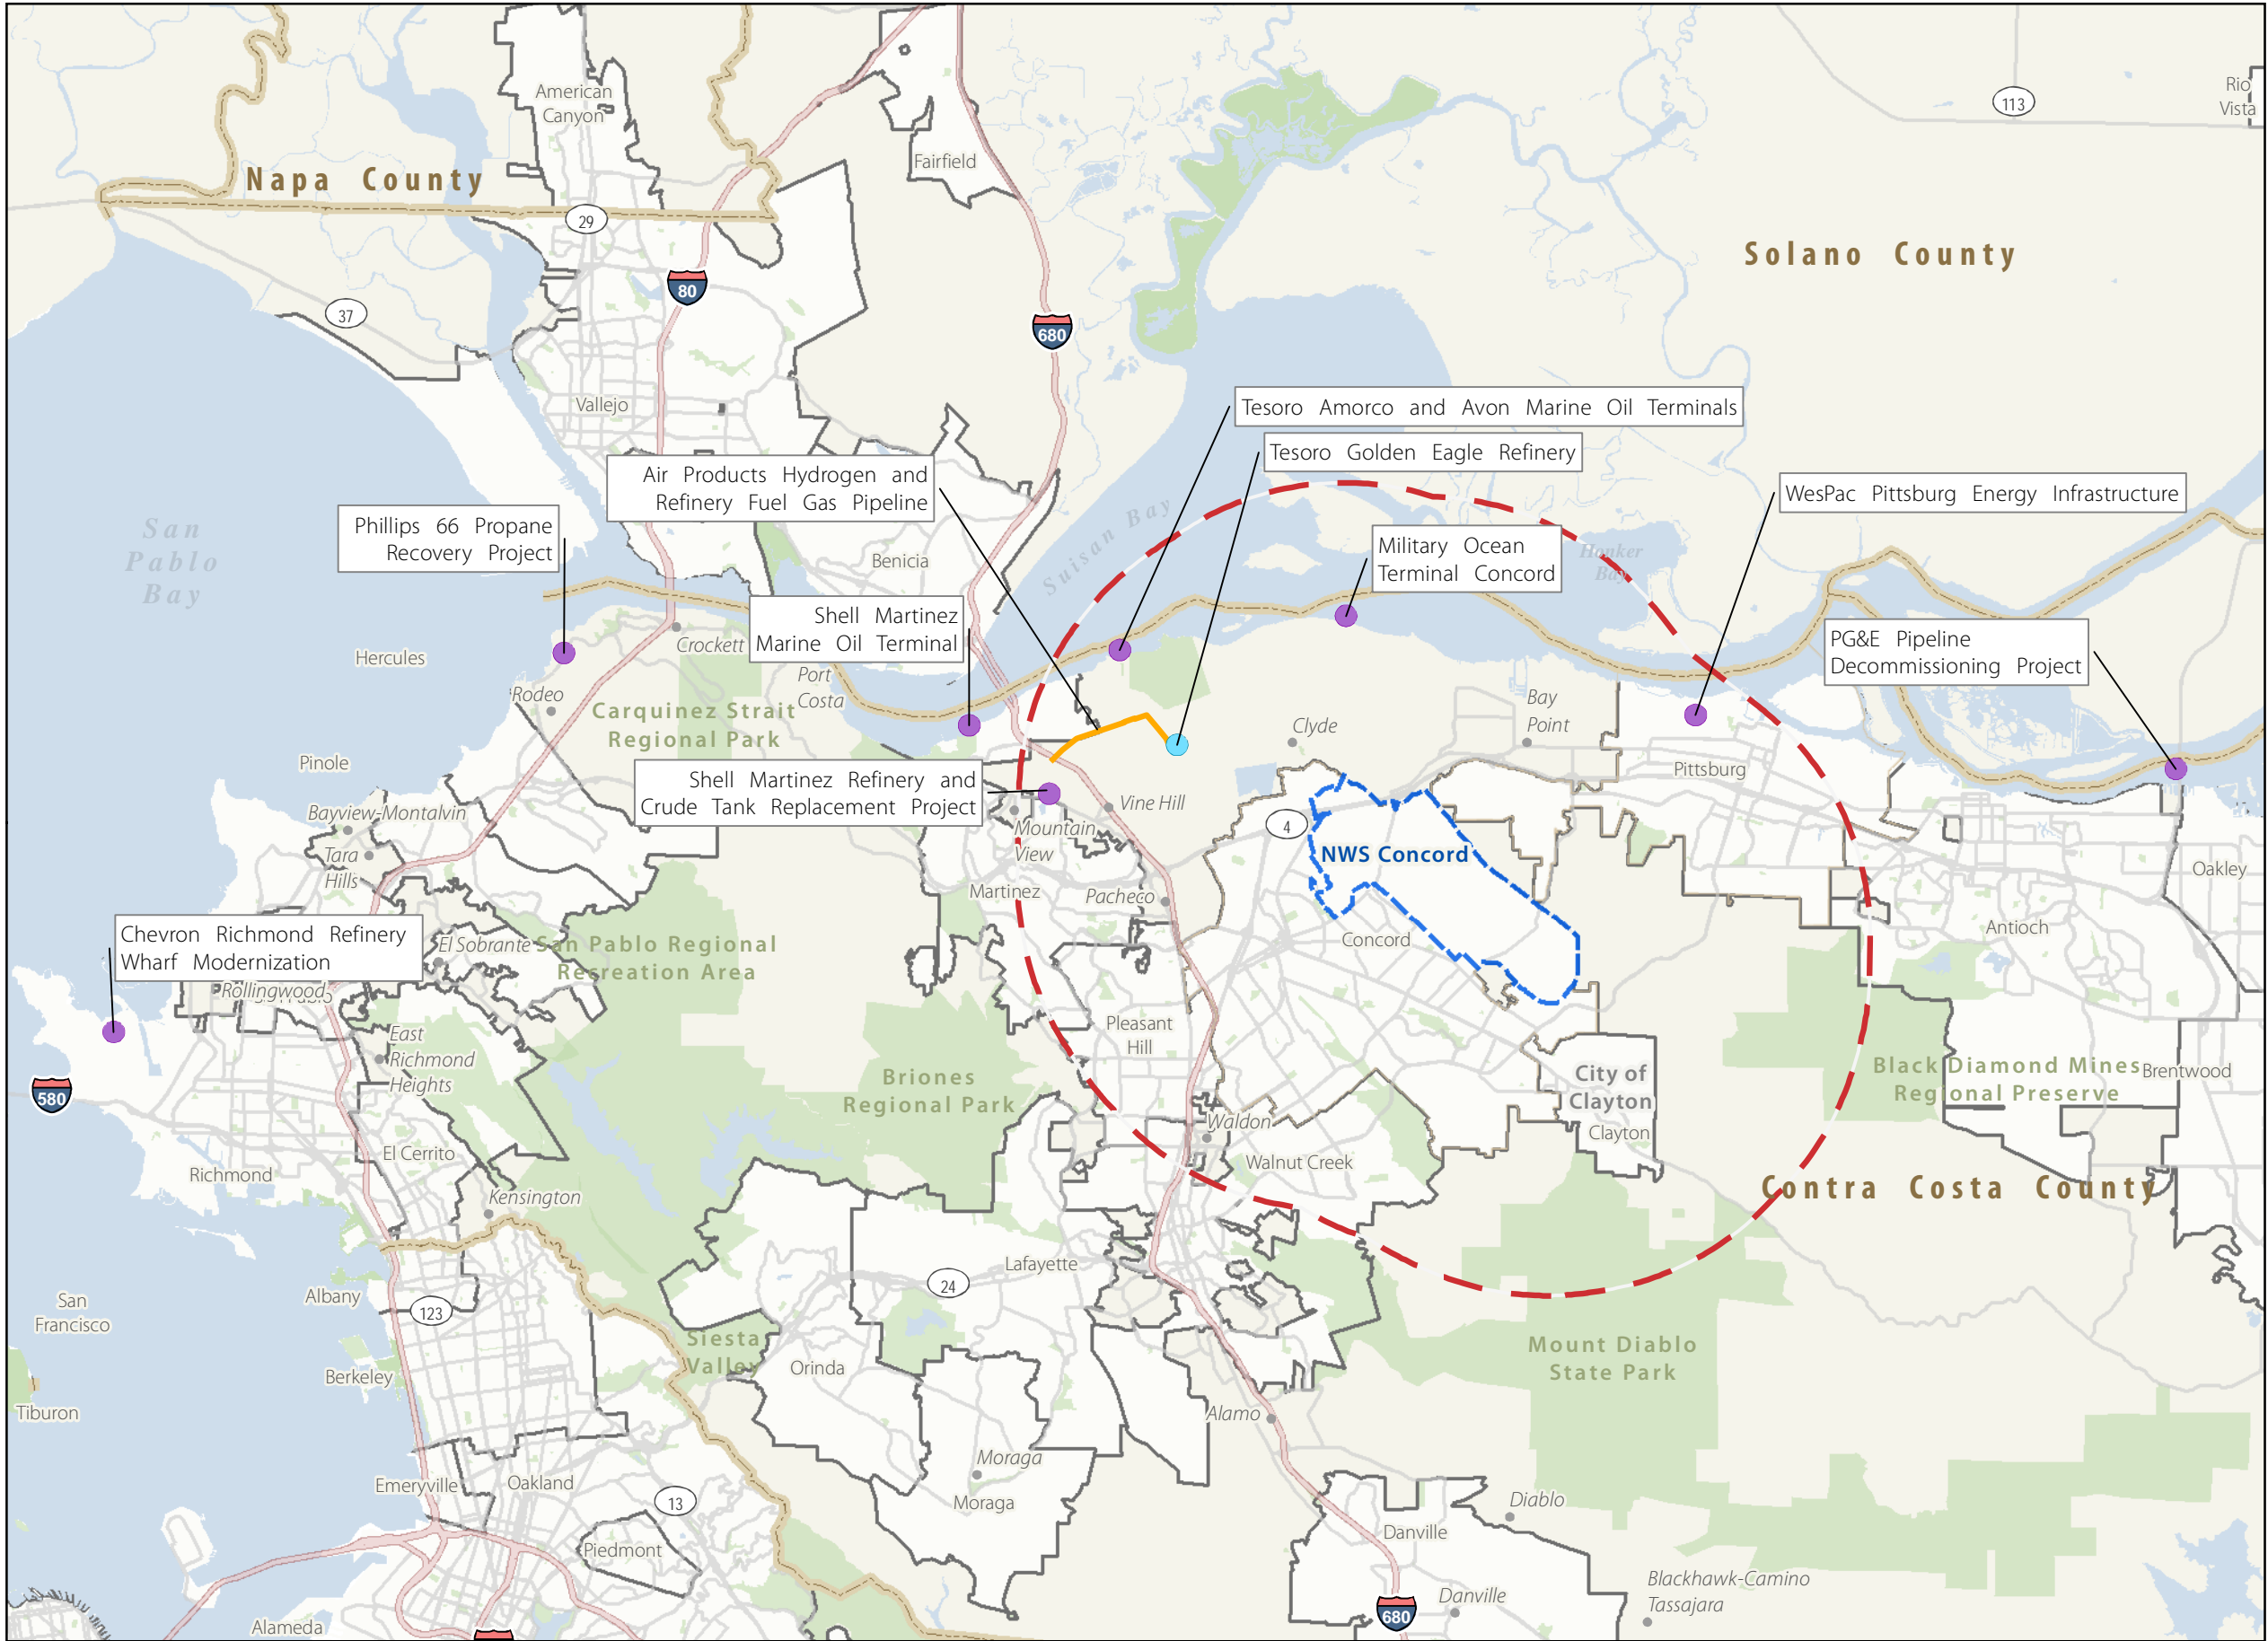 American
Canyon
Rio
Vista
113
Fairfield
Napa County
29
Solano County
80
37
680
Vallejo
Tesoro Amorco and Avon Marine Oil Terminals
Tesoro Golden Eagle Refinery
Air Products Hydrogen and
Refinery Fuel Gas Pipeline
WesPac Pittsburg Energy Infrastructure
Phillips 66 Propane
Recovery Project
San
Pablo
Bay
Suisan Bay
Military Ocean
Terminal Concord
Honker
Bay
Benicia
Shell Martinez
Marine Oil Terminal
PG&E Pipeline
Decommissioning Project
Crockett
Hercules
Port
Costa
Rodeo
Carquinez Strait
Regional Park
Clyde
Bay
Point
Pinole
Pittsburg
Shell Martinez Refinery and
Crude Tank Replacement Project
Vine Hill
Bayview-Montalvin
Mountain
View
4
Tara
Hills
NWS Concord
Oakley
Martinez
Pacheco
Chevron Richmond Refinery
Wharf Modernization
El Sobrante
San Pablo Regional
Recreation Area
Concord
Antioch
Rollingwood
East
Richmond
Heights
Pleasant
Hill
580
Briones
Regional Park
City of
Clayton
Black Diamond Mines
Regional Preserve
Brentwood
Waldon
Clayton
El Cerrito
Richmond
Walnut Creek
Kensington
Contra Costa County
Lafayette
24
Albany
123
San
Francisco
Siesta
Valley
Orinda
Mount Diablo
State Park
Berkeley
Tiburon
Alamo
Moraga
Emeryville
Oakland
13
Moraga
Diablo
Danville
Piedmont
Blackhawk-Camino
Tassajara
Danville
680
Alameda